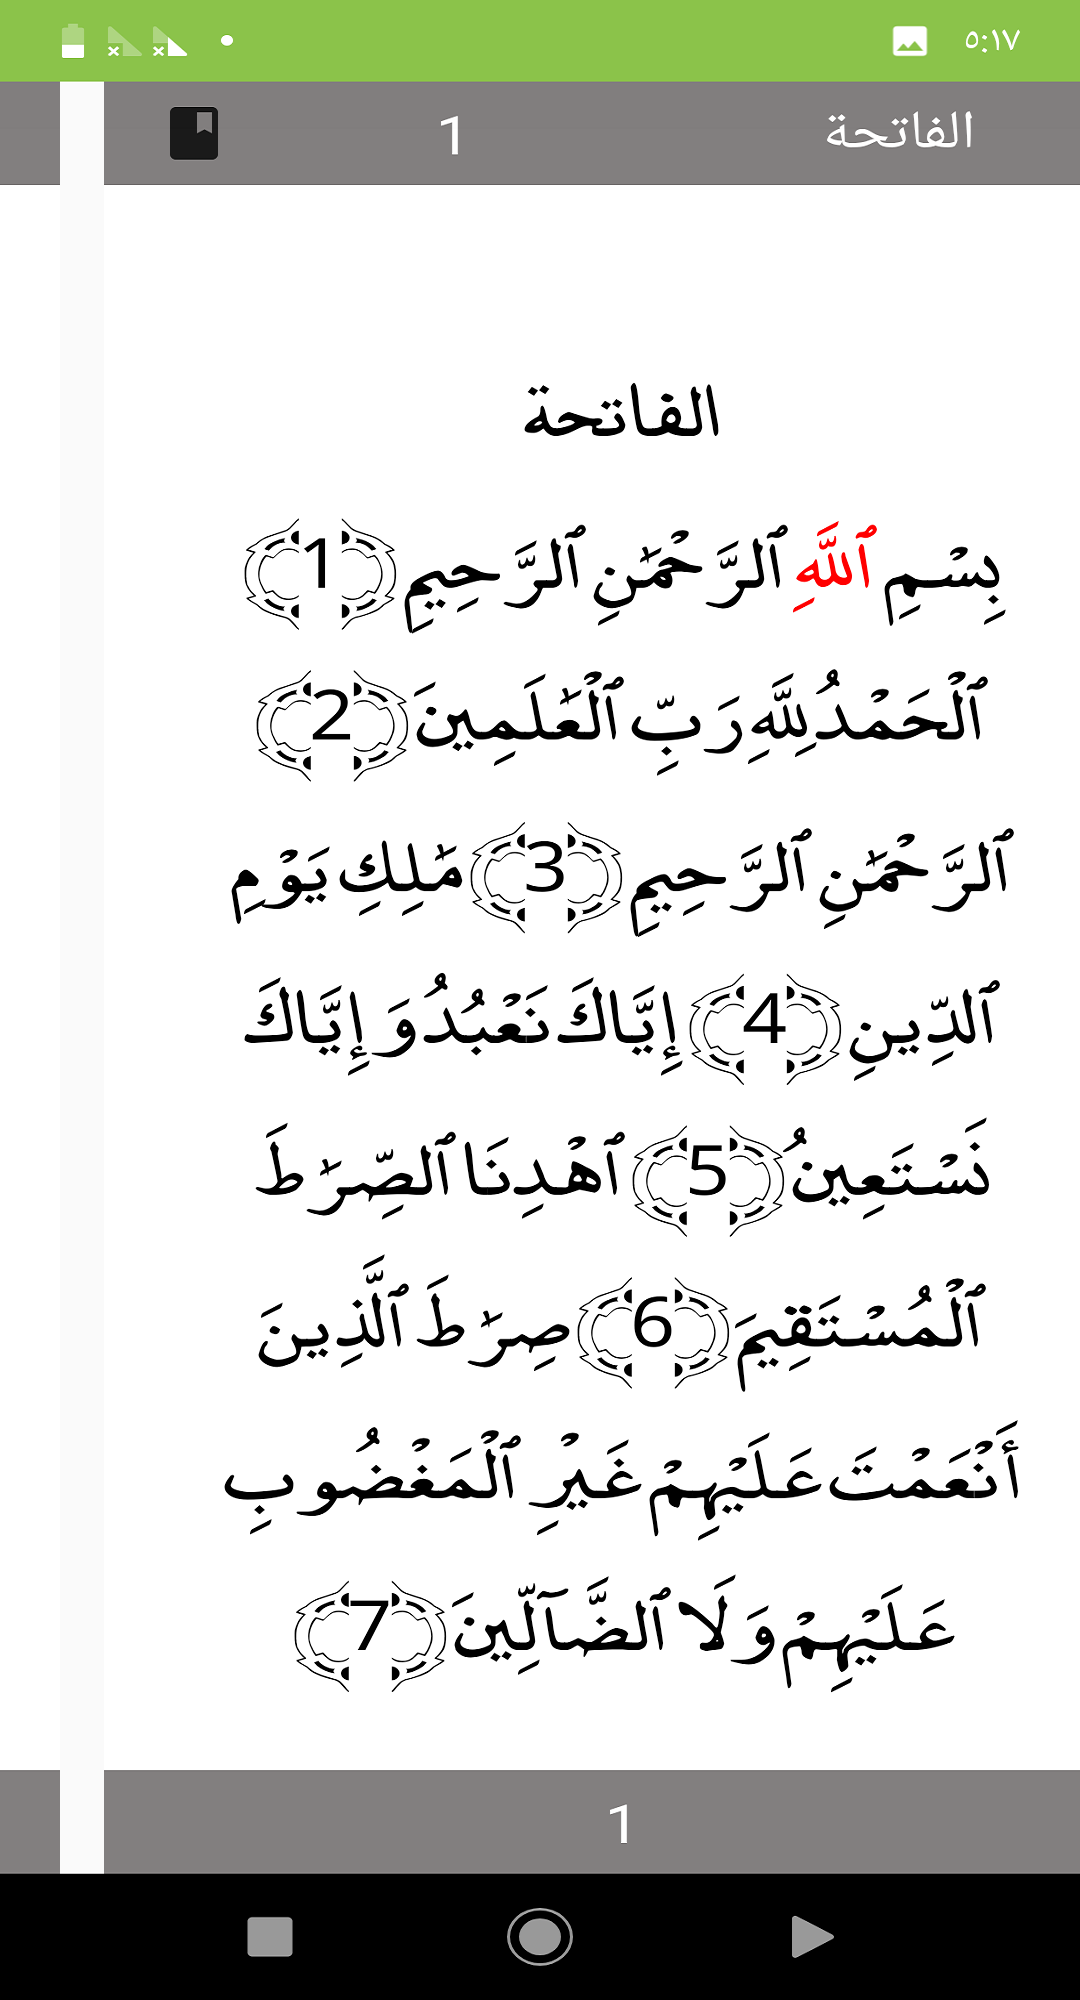 ٥:١٧
الفاتحة 1
الفاتحة
بِسْمِ ٱللَّهِ ٱلرَّحْمَٰنِ ٱلرَّحِيمِ ﴿1﴾
ٱلْحَمْدُ لِلَّهِ رَبِّ ٱلْعَٰلَمِينَ ﴿2﴾
ٱلرَّحْمَٰنِ ٱلرَّحِيمِ ﴿3﴾ مَٰلِكِ يَوْمِ
ٱلدِّينِ ﴿4﴾ إِيَّاكَ نَعْبُدُ وَإِيَّاكَ
نَسْتَعِينُ ﴿5﴾ ٱهْدِنَا ٱلصِّرَٰطَ
ٱلْمُسْتَقِيمَ ﴿6﴾ صِرَٰطَ ٱلَّذِينَ
أَنْعَمْتَ عَلَيْهِمْ غَيْرِ ٱلْمَغْضُوبِ
عَلَيْهِمْ وَلَا ٱلضَّآلِّينَ ﴿7﴾
1